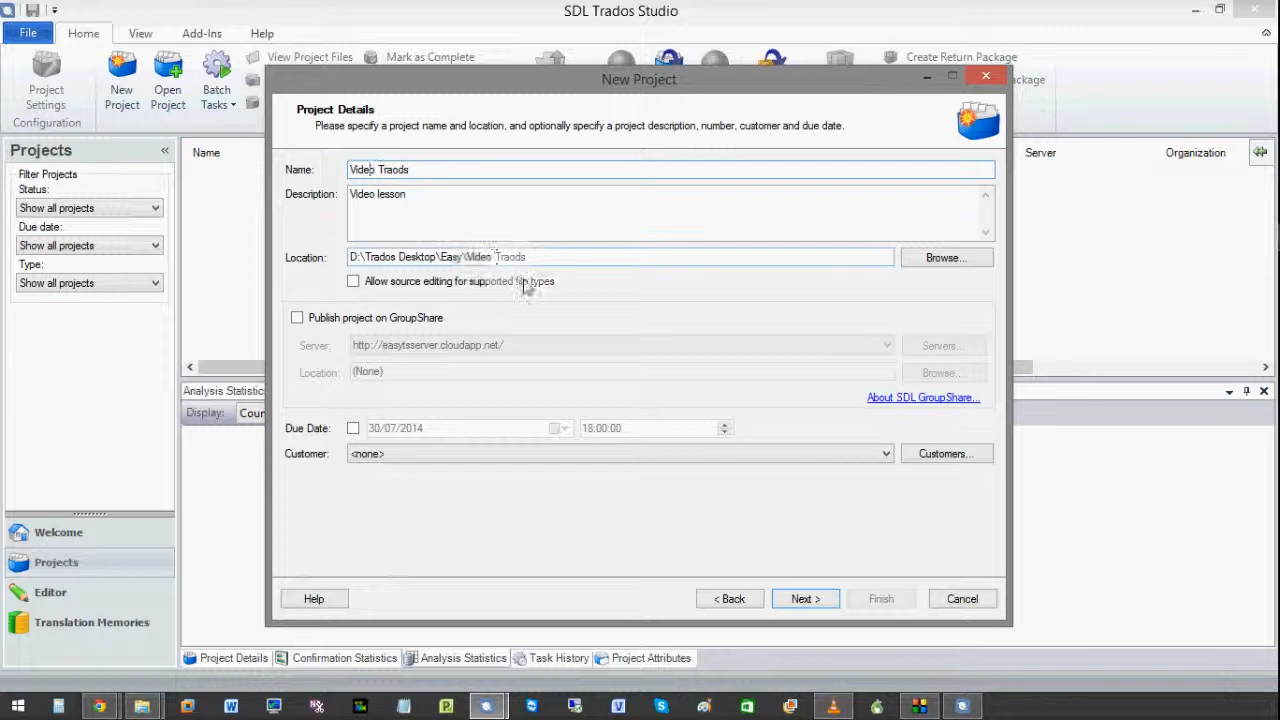 SDL Trados Studio
File Home View Add-Ins Help
Project Settings
New Project
Open Project
Batch Tasks
View Project Files
Mark as Complete
Create Return Package
Configuration
New Project
Project Details
Please specify a project name and location, and optionally specify a project description, number, customer and due date.
Projects
Name
Server
Organization
Filter Projects
Status:
Show all projects
Due date:
Show all projects
Type:
Show all projects
Name: Video Traods
Description: Video lesson
Location: D:\Trados Desktop\Easy\Video Traods Browse...
Allow source editing for supported file types
Publish project on GroupShare
Server: http://easytsserver.cloudapp.net/ Servers...
Location: (None) Browse...
About SDL GroupShare...
Due Date: 30/07/2014 18:00:00
Customer: <none> Customers...
Analysis Statistic
Display: Coun
Welcome
Projects
Editor
Translation Memories
Help < Back Next > Finish Cancel
Project Details Confirmation Statistics Analysis Statistics Task History Project Attributes